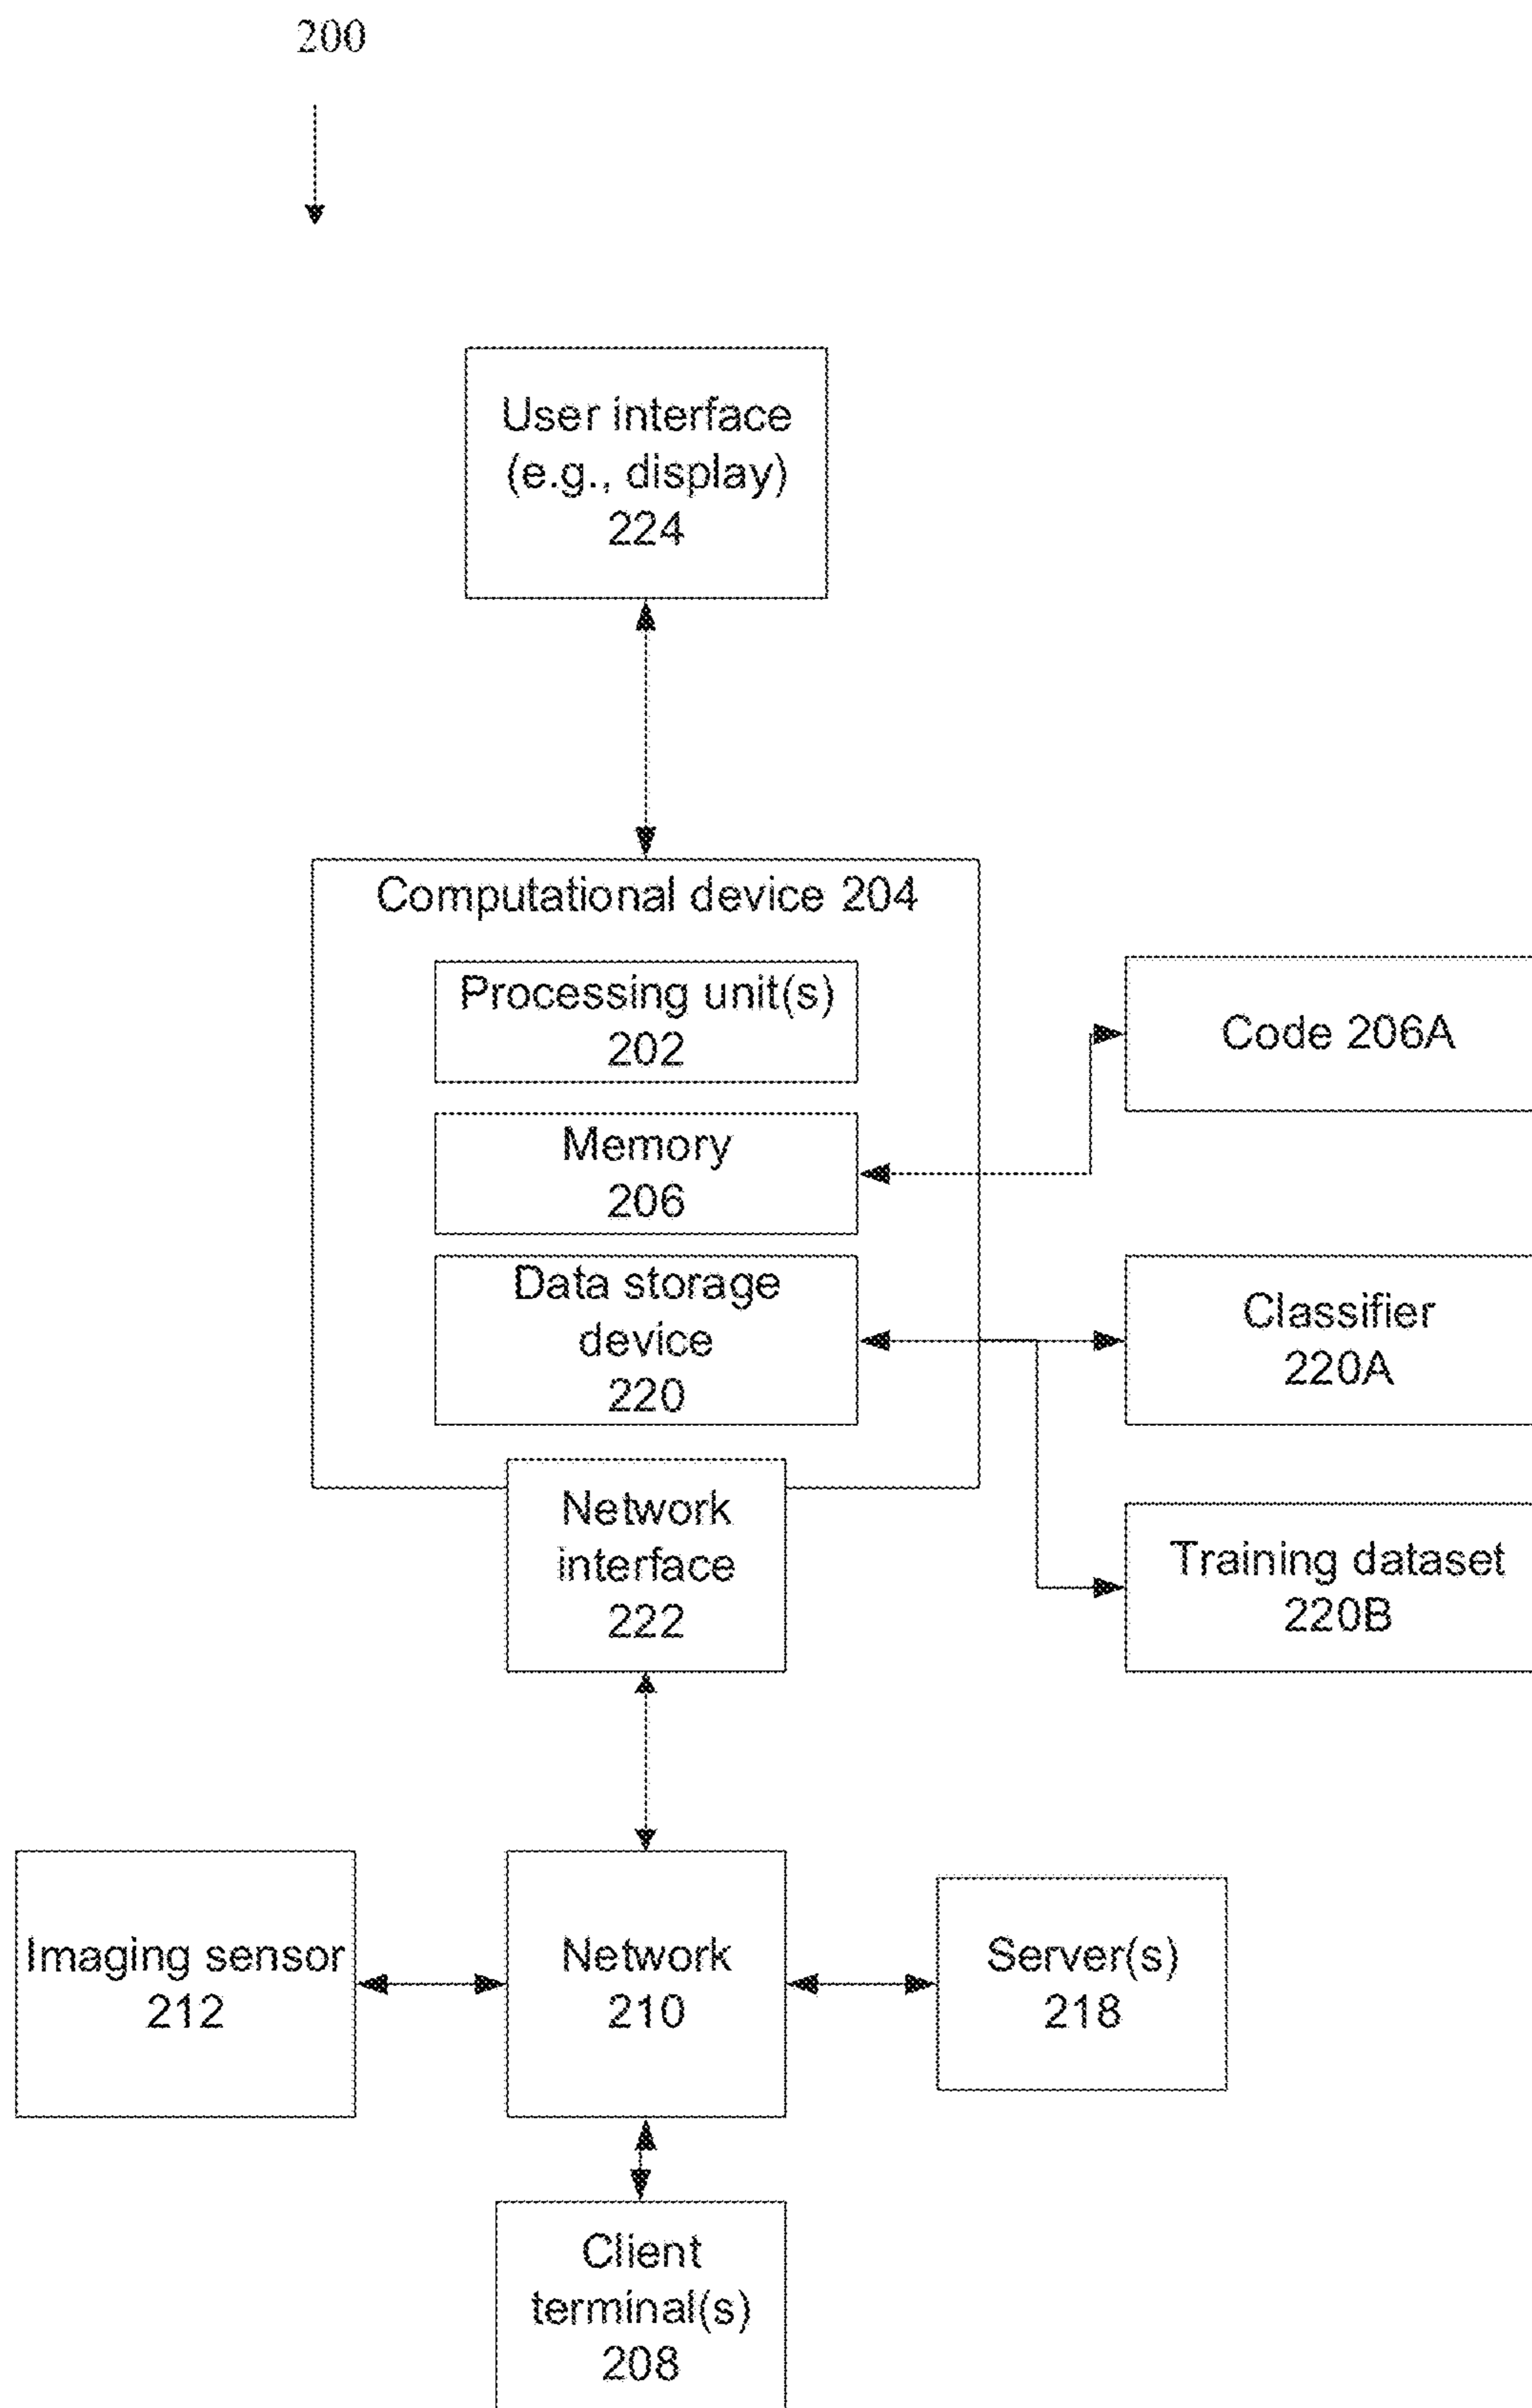 200
User interface
(e.g., display)
224
Computational device 204
Processing unit(s)
202
Code 206A
Memory
206
Data storage
device
220
Classifier
220A
Network
interface
222
Training dataset
220B
Imaging sensor
212
Network
210
Server(s)
218
Client
terminal(s)
208